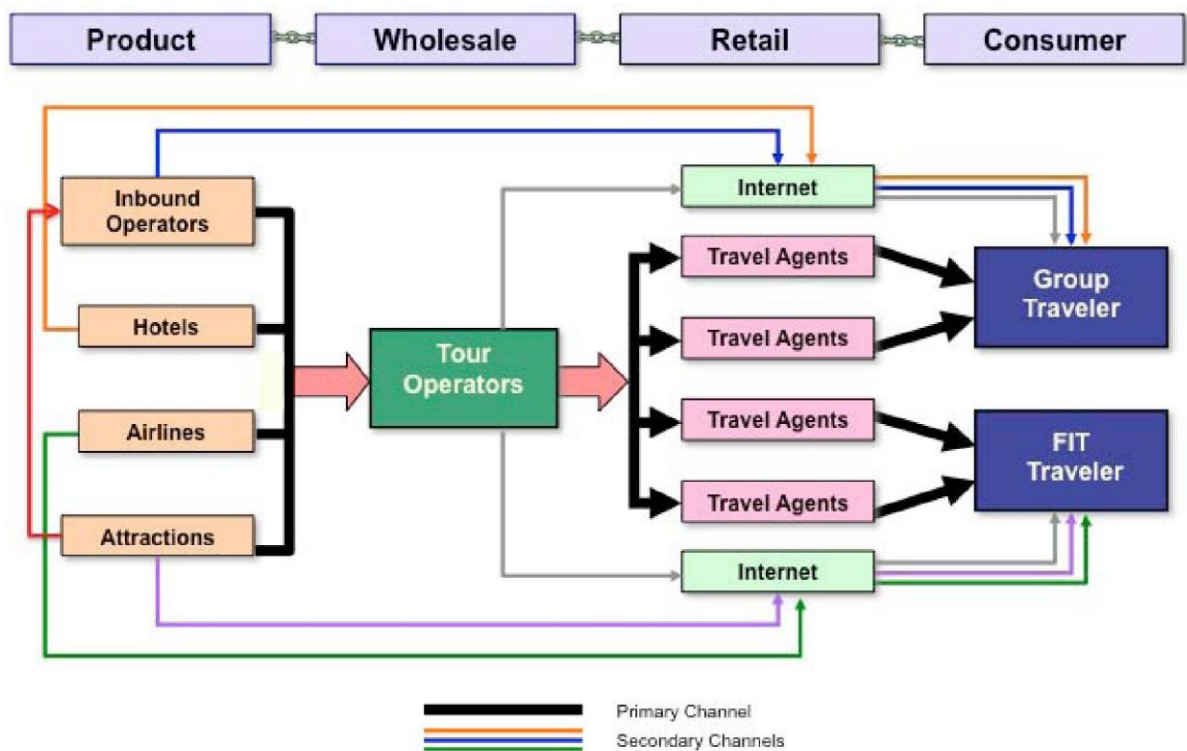 Product
Wholesale
Retail
Consumer
Inbound
Operators
Hotels
Airlines
Attractions
Tour
Operators
Internet
Travel Agents
Travel Agents
Travel Agents
Travel Agents
Internet
Group
Traveler
FIT
Traveler
Primary Channel
Secondary Channels